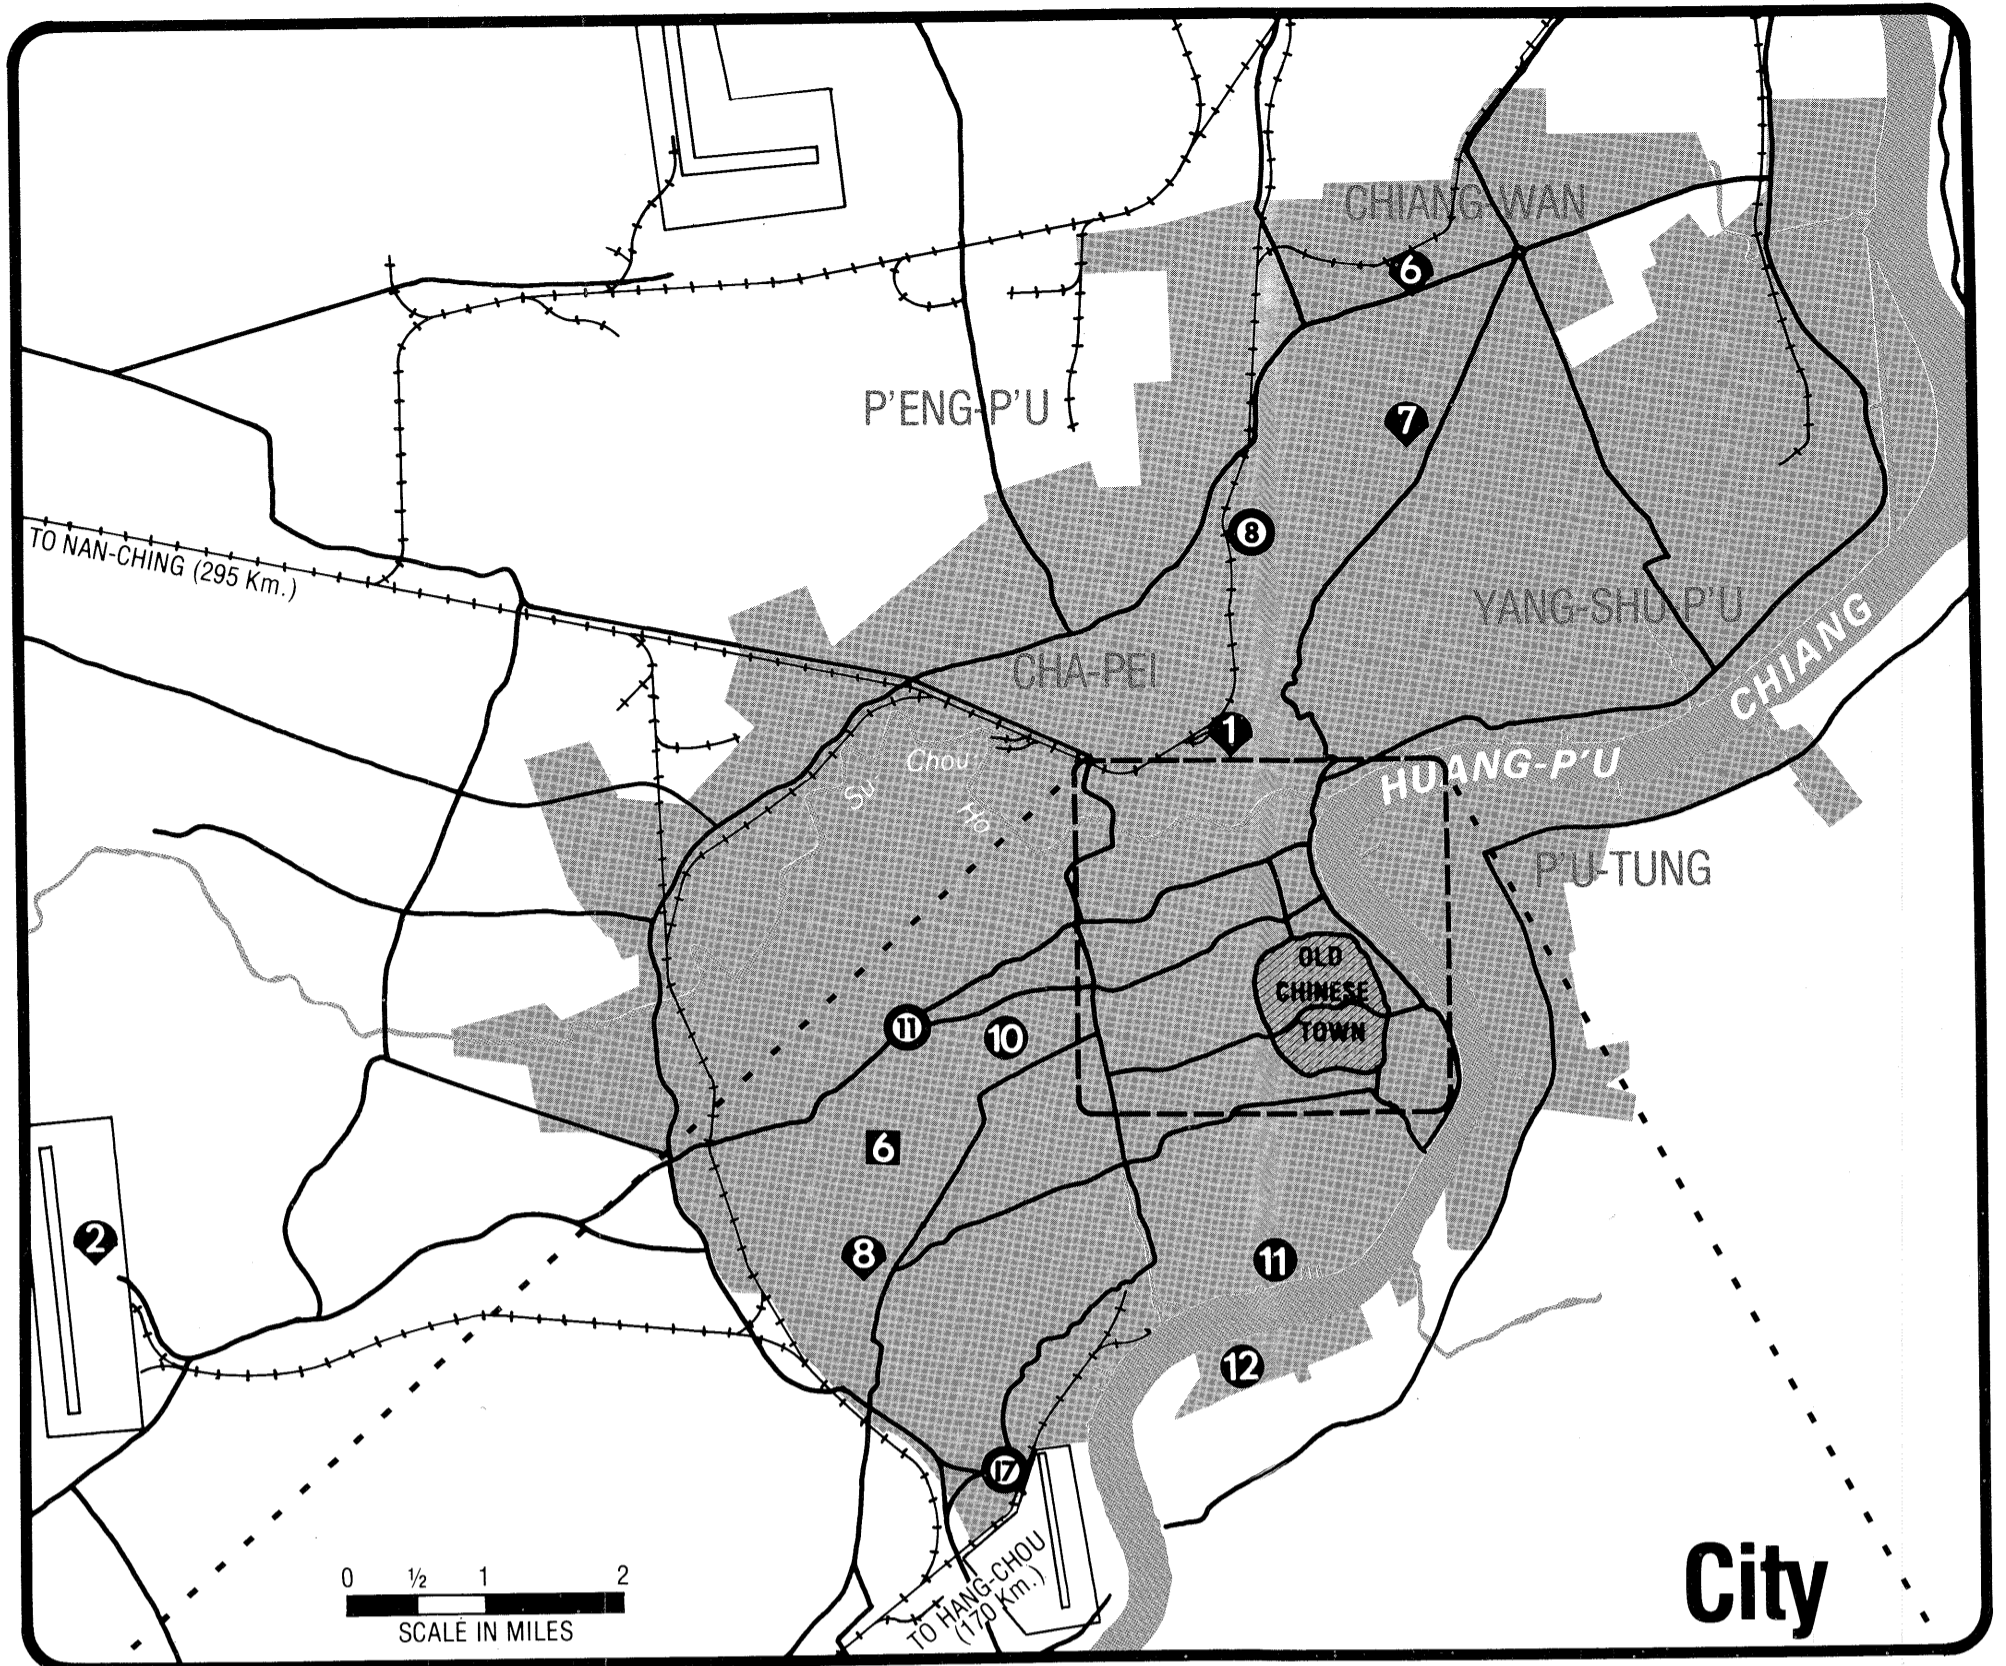 CHIANG-WAN
6
P'ENG-P'U
7
8
TO NAN-CHING (295 Km.)
YANG-SHU-P'U
CHA-PEI
CHIANG
1
HUANG-P'U
Su
Chou
Ho
P'U-TUNG
OLD
CHINESE
TOWN
11
10
6
2
8
11
12
17
TO HANG-CHOU
(170 Km.)
0 ½ 1 2
SCALE IN MILES
City